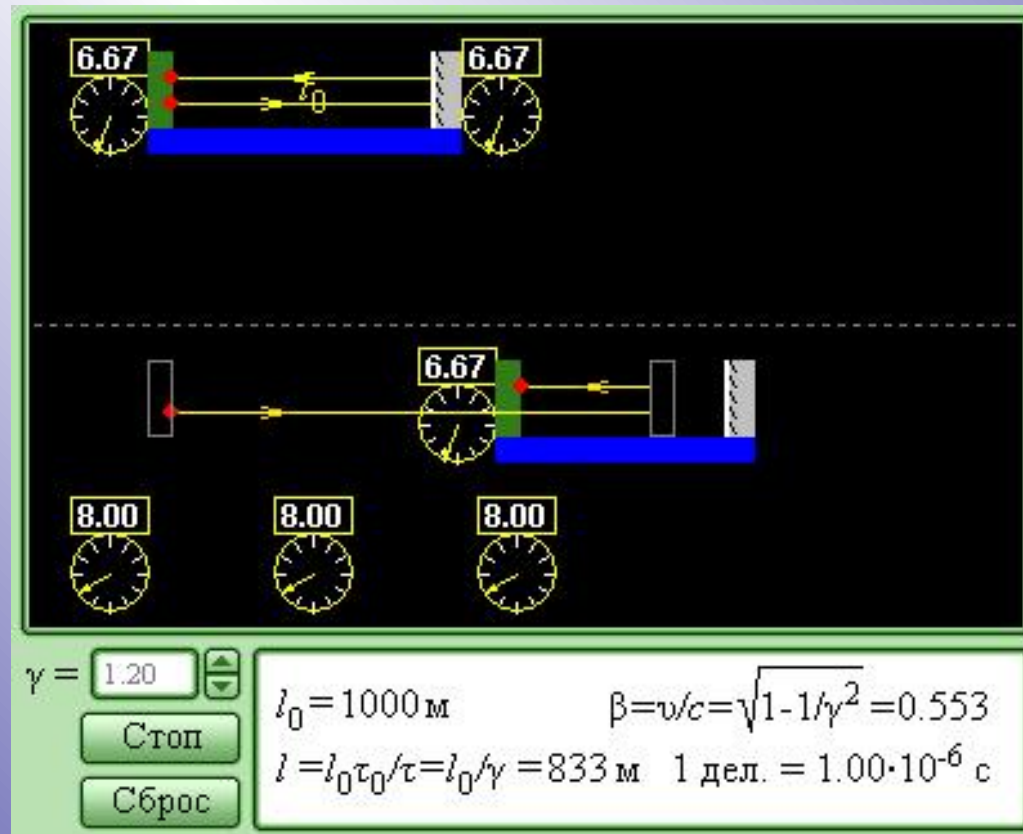 6.67 6.67
l0
6.67
8.00 8.00 8.00
γ = 1.20
Стоп
Сброс
l0 = 1000 м β=υ/c=√1-1/γ² =0.553
l =l0τ0/τ=l0/γ =833 м 1 дел. = 1.00·10⁻⁶ с